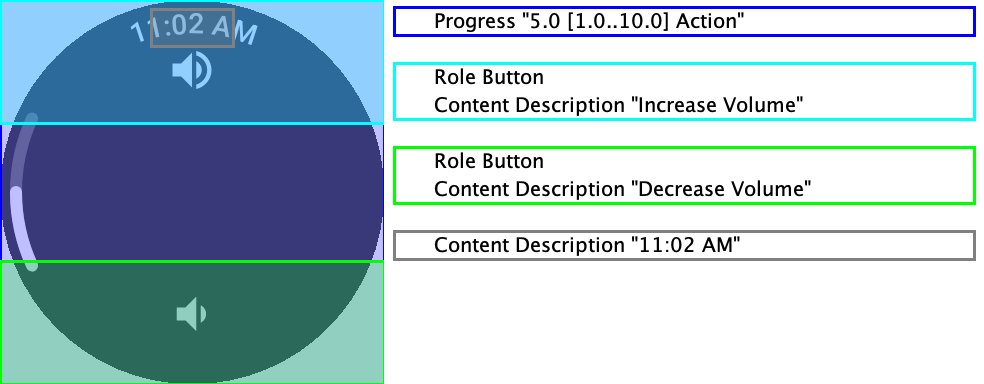 11:02 AM
Progress "5.0 [1.0..10.0] Action"
Role Button
Content Description "Increase Volume"
Role Button
Content Description "Decrease Volume"
Content Description "11:02 AM"